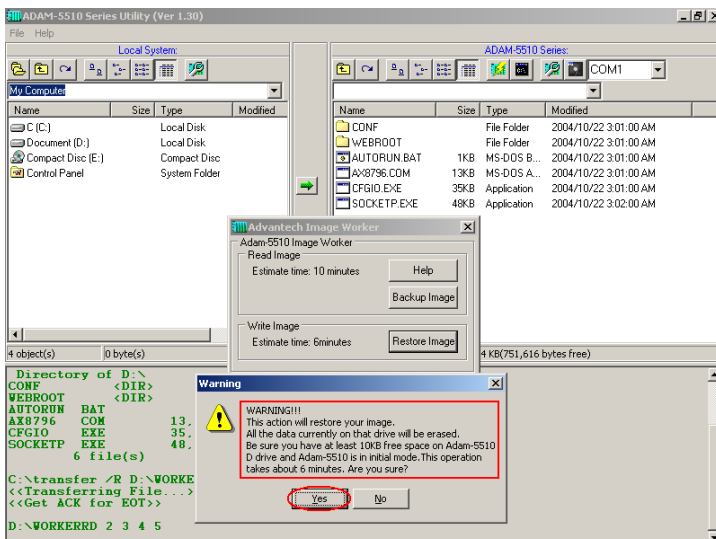 ADAM-5510 Series Utility (Ver 1.30)
File Help
Local System:
My Computer
Name Size Type Modified
C (C:) Local Disk
Document (D:) Local Disk
Compact Disc (E:) Compact Disc
Control Panel System Folder
4 object(s) 0 byte(s)
ADAM-5510 Series:
COM1
Name Size Type Modified
CONF File Folder 2004/10/22 3:01:00 AM
WEBROOT File Folder 2004/10/22 3:01:00 AM
AUTORUN.BAT 1KB MS-DOS B... 2004/10/22 3:01:00 AM
AX8796.COM 13KB MS-DOS A... 2004/10/22 3:01:00 AM
CFGIO.EXE 35KB Application 2004/10/22 3:01:00 AM
SOCKETP.EXE 48KB Application 2004/10/22 3:02:00 AM
4 KB(751,616 bytes free)
Advantech Image Worker
Adam-5510 Image Worker
Read Image
Estimate time: 10 minutes
Help
Backup Image
Write Image
Estimate time: 6minutes
Restore Image
Directory of D:\
CONF <DIR>
WEBROOT <DIR>
AUTORUN BAT
AX8796 COM 13,
CFGIO EXE 35,
SOCKETP EXE 48,
6 file(s)
C:\transfer /R D:\WORKE
<<Transferring File...>
<<Get ACK for EOT>>
D:\WORKERRD 2 3 4 5
Warning
WARNING!!!
This action will restore your image.
All the data currently on that drive will be erased.
Be sure you have at least 10KB free space on Adam-5510
D drive and Adam-5510 is in initial mode.This operation
takes about 6 minutes. Are you sure?
Yes
No